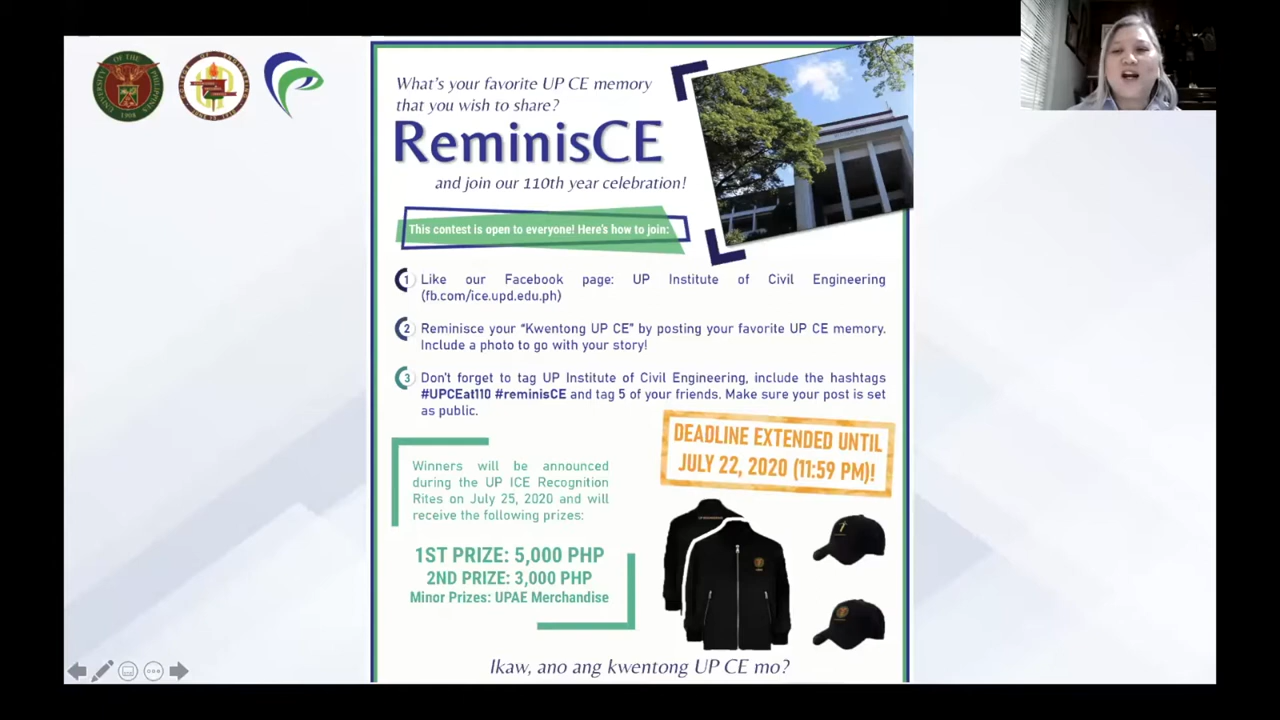 UNIVERSITY OF THE PHILIPPINES
1908
What's your favorite UP CE memory
that you wish to share?
ReminisCE
and join our 110th year celebration!
This contest is open to everyone! Here's how to join:
1 Like our Facebook page: UP Institute of Civil Engineering
(fb.com/ice.upd.edu.ph)
2 Reminisce your "Kwentong UP CE" by posting your favorite UP CE memory.
Include a photo to go with your story!
3 Don't forget to tag UP Institute of Civil Engineering, include the hashtags
#UPCEat110 #reminisCE and tag 5 of your friends. Make sure your post is set
as public.
DEADLINE EXTENDED UNTIL
JULY 22, 2020 (11:59 PM)!
Winners will be announced
during the UP ICE Recognition
Rites on July 25, 2020 and will
receive the following prizes:
1ST PRIZE: 5,000 PHP
2ND PRIZE: 3,000 PHP
Minor Prizes: UPAE Merchandise
Ikaw, ano ang kwentong UP CE mo?